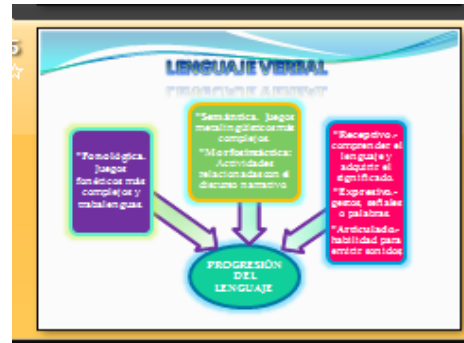 5
LENGUAJE VERBAL
*Fonológica.
Juegos
fonéticos más
complejos y
trabalenguas.
*Semántica. Juegos
metalingüísticos más
complejos.
*Morfosintáctica:
Actividades
relacionadas con el
discurso narrativo
*Receptivo.-
comprender el
lenguaje y
adquirir el
significado.
*Expresivo.-
gestos, señales
o palabras.
*Articulado.-
habilidad para
emitir sonidos
PROGRESIÓN
DEL
LENGUAJE